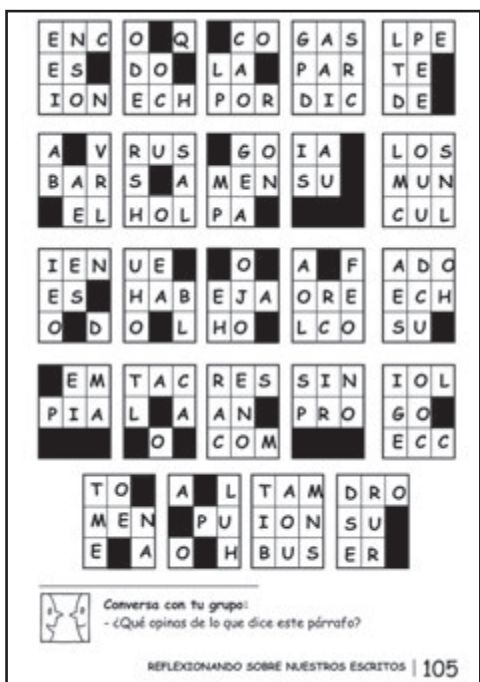 E N C O Q C O G A S L P E
E S D O L A P A R T E
I O N E C H P O R D I C D E
A V R U S G O I A L O S
B A R S A M E N S U M U N
E L H O L P A C U L
I E N U E O A F A D O
E S H A B E J A O R E E C H
O D O L H O L C O S U
E M T A C R E S S I N I O L
P I A L A A N P R O G O
O C O M E C C
T O A L T A M D R O
M E N P U I O N S U
E A O H B U S E R
Conversa con tu grupo:
- ¿Qué opinas de lo que dice este párrafo?
REFLEXIONANDO SOBRE NUESTROS ESCRITOS | 105